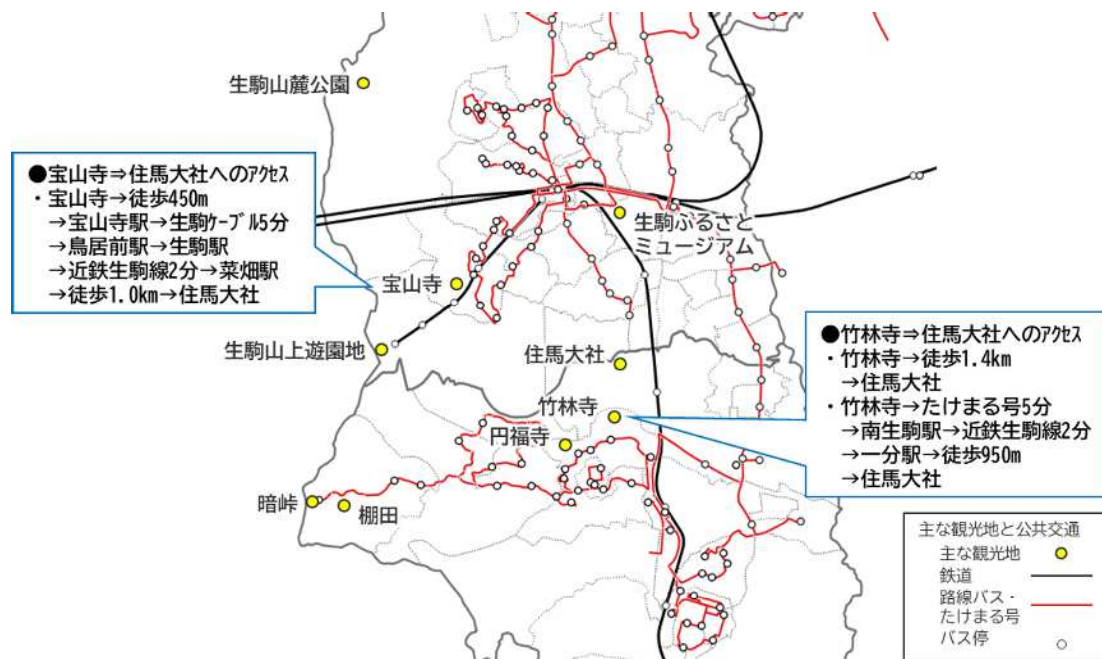 生駒山麓公園
●宝山寺⇒住馬大社へのｱｸｾｽ
・宝山寺→徒歩450m
→宝山寺駅→生駒ｹｰﾌﾞﾙ5分
→鳥居前駅→生駒駅
→近鉄生駒線2分→菜畑駅
→徒歩1.0km→住馬大社
生駒ふるさと
ミュージアム
宝山寺
生駒山上遊園地
住馬大社
●竹林寺⇒住馬大社へのｱｸｾｽ
・竹林寺→徒歩1.4km
→住馬大社
・竹林寺→たけまる号5分
→南生駒駅→近鉄生駒線2分
→一分駅→徒歩950m
→住馬大社
竹林寺
円福寺
暗峠
棚田
主な観光地と公共交通
主な観光地
鉄道
路線バス・
たけまる号
バス停